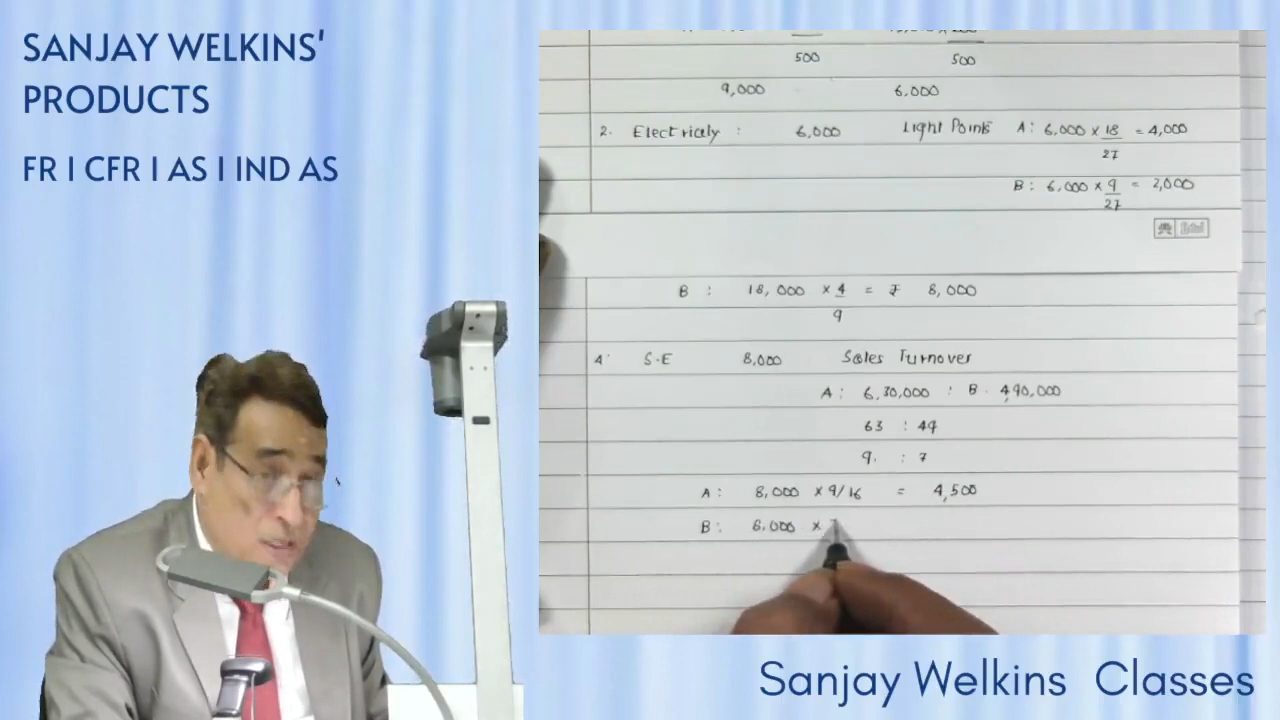 SANJAY WELKINS'
PRODUCTS
FR I CFR I AS I IND AS
500 500
9,000 6,000
2. Electricity : 6,000 Light Points A: 6,000 × 18/27 = 4,000
B: 6,000 × 9/27 = 2,000
B : 18,000 × 4/9 = ₹ 8,000
4. S.E 8,000 Sales Turnover
A: 6,30,000 : B. 4,90,000
63 : 49
9. : 7
A: 8,000 × 9/16 = 4,500
B: 8,000 ×
Sanjay Welkins Classes